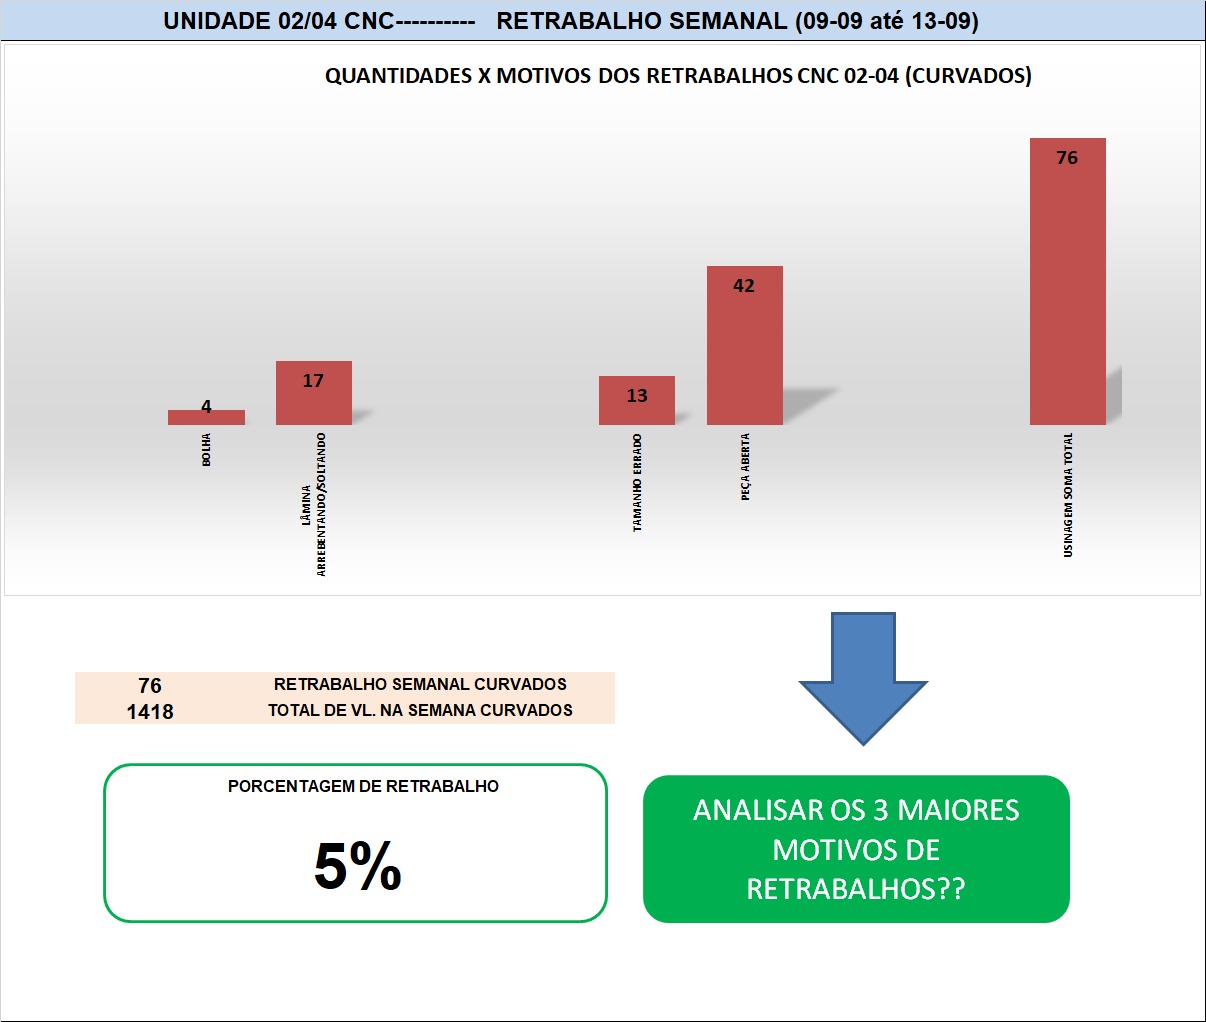 UNIDADE 02/04 CNC---------- RETRABALHO SEMANAL (09-09 até 13-09)
QUANTIDADES X MOTIVOS DOS RETRABALHOS CNC 02-04 (CURVADOS)
4
17
13
42
76
BOLHA
LÂMINA
ARREBENTANDO/SOLTANDO
TAMANHO ERRADO
PEÇA ABERTA
USINAGEM SOMA TOTAL
76 RETRABALHO SEMANAL CURVADOS
1418 TOTAL DE VL. NA SEMANA CURVADOS
PORCENTAGEM DE RETRABALHO
5%
ANALISAR OS 3 MAIORES
MOTIVOS DE
RETRABALHOS??